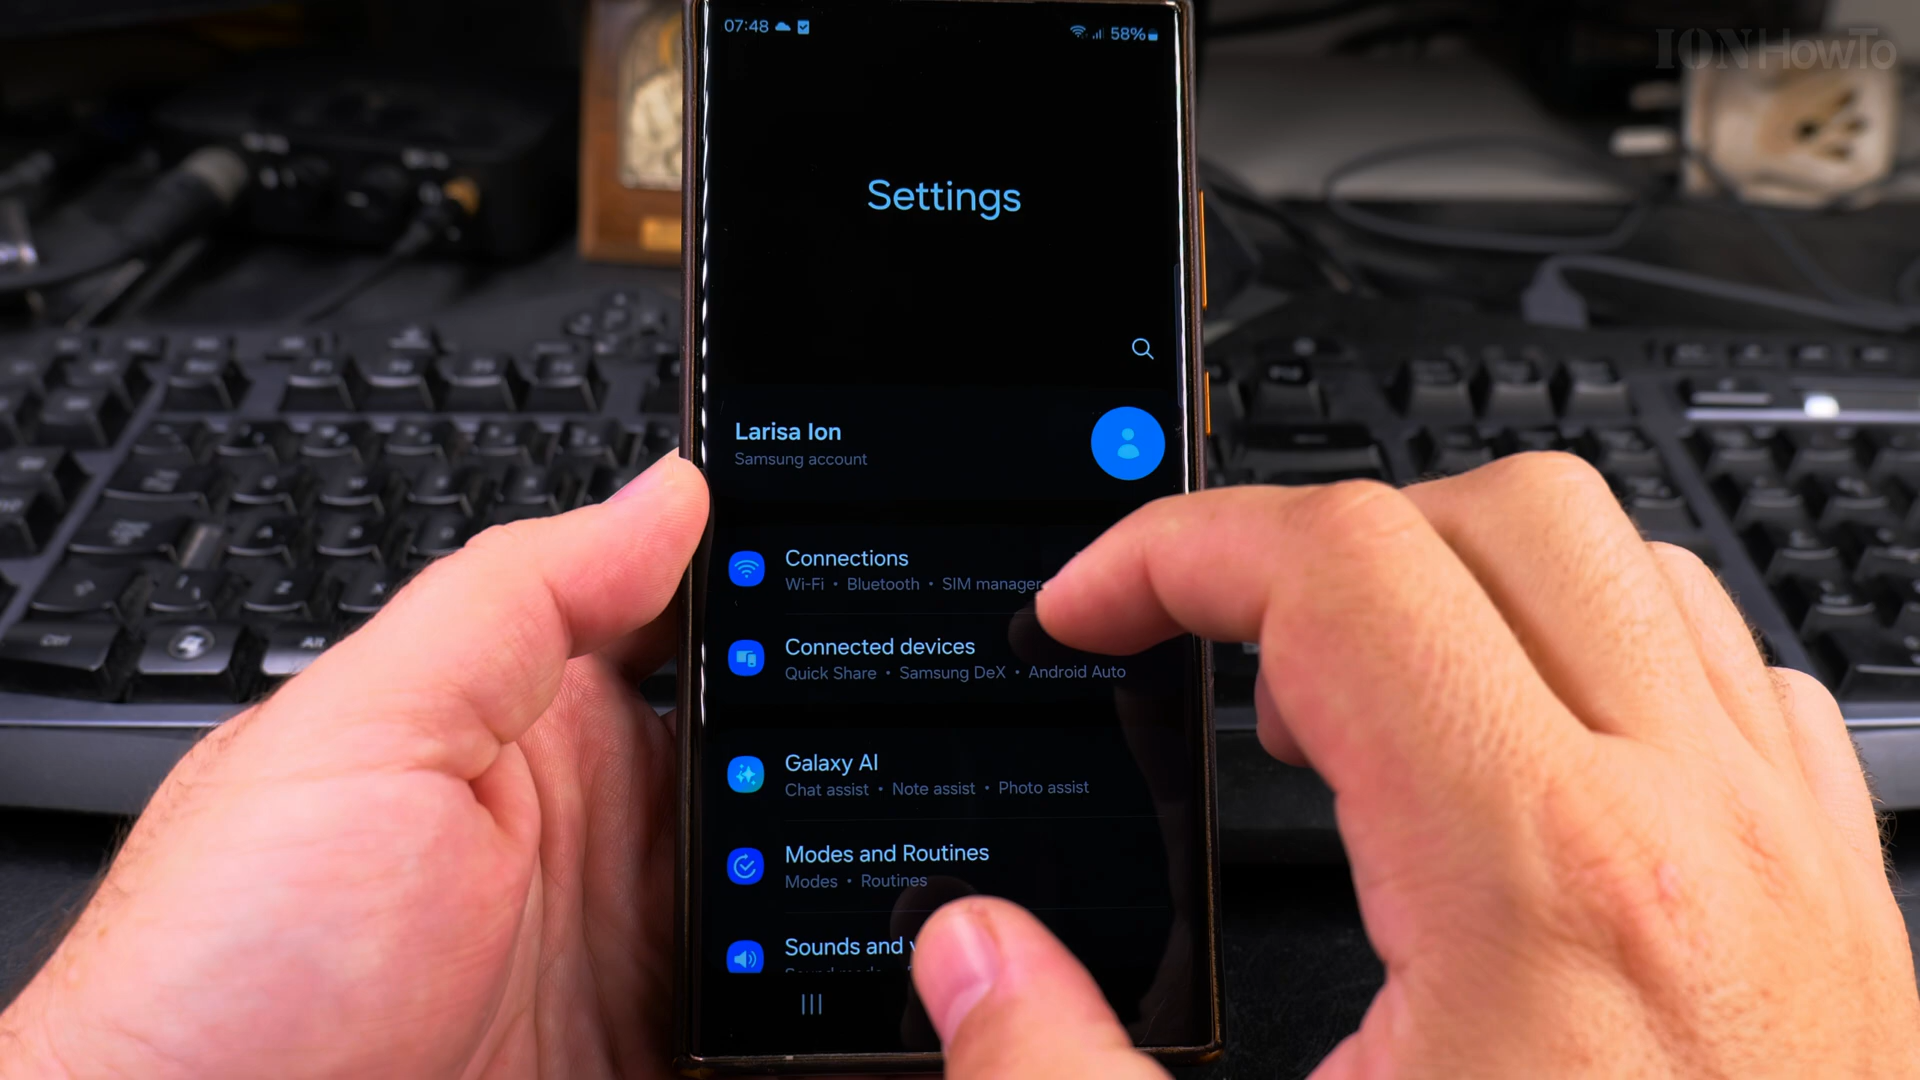 07:48
58%
IONHowTo
Settings
Larisa Ion
Samsung account
Connections
Wi-Fi • Bluetooth • SIM manager
Connected devices
Quick Share • Samsung DeX • Android Auto
Galaxy AI
Chat assist • Note assist • Photo assist
Modes and Routines
Modes • Routines
Sounds and
Ctrl